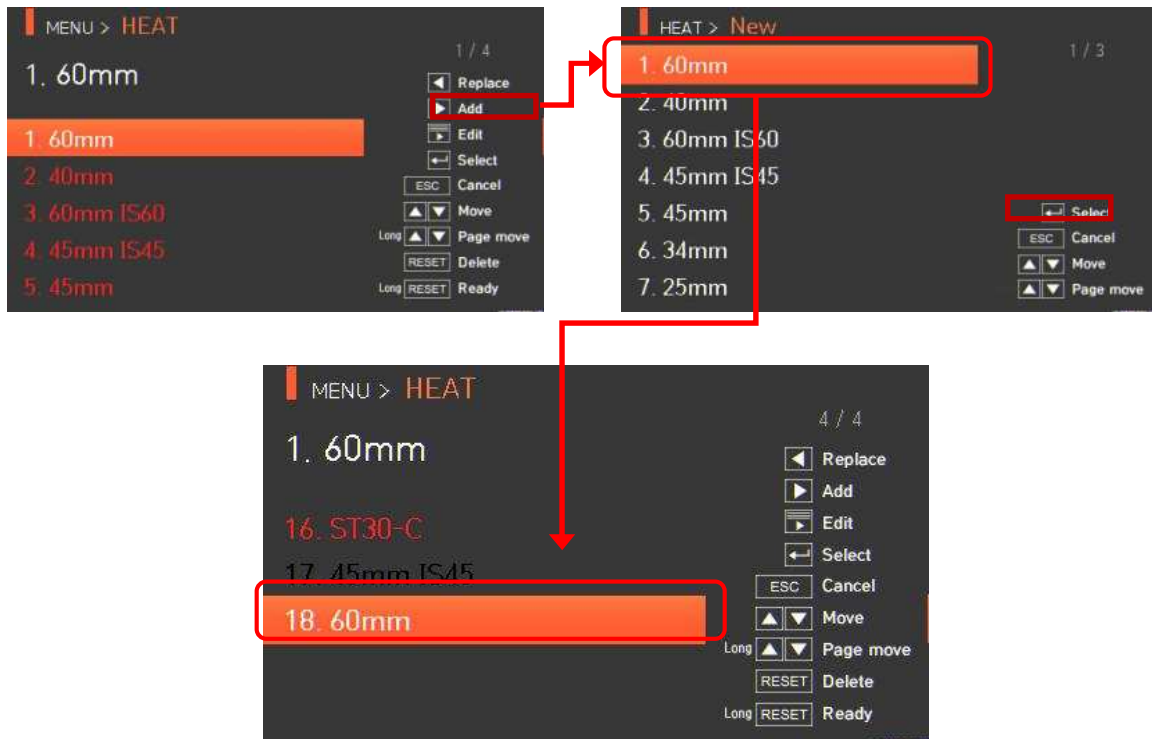 MENU > HEAT
1 / 4
1. 60mm
Replace
Add
1. 60mm
Edit
Select
2. 40mm
ESC Cancel
3. 60mm IS60
Move
Long Page move
4. 45mm IS45
RESET Delete
5. 45mm
Long RESET Ready
HEAT > New
1 / 3
1. 60mm
2. 40mm
3. 60mm IS60
4. 45mm IS45
5. 45mm
Select
ESC Cancel
6. 34mm
Move
7. 25mm
Page move
MENU > HEAT
4 / 4
1. 60mm
Replace
Add
16. ST30-C
Edit
Select
17. 45mm IS45
ESC Cancel
18. 60mm
Move
Long Page move
RESET Delete
Long RESET Ready